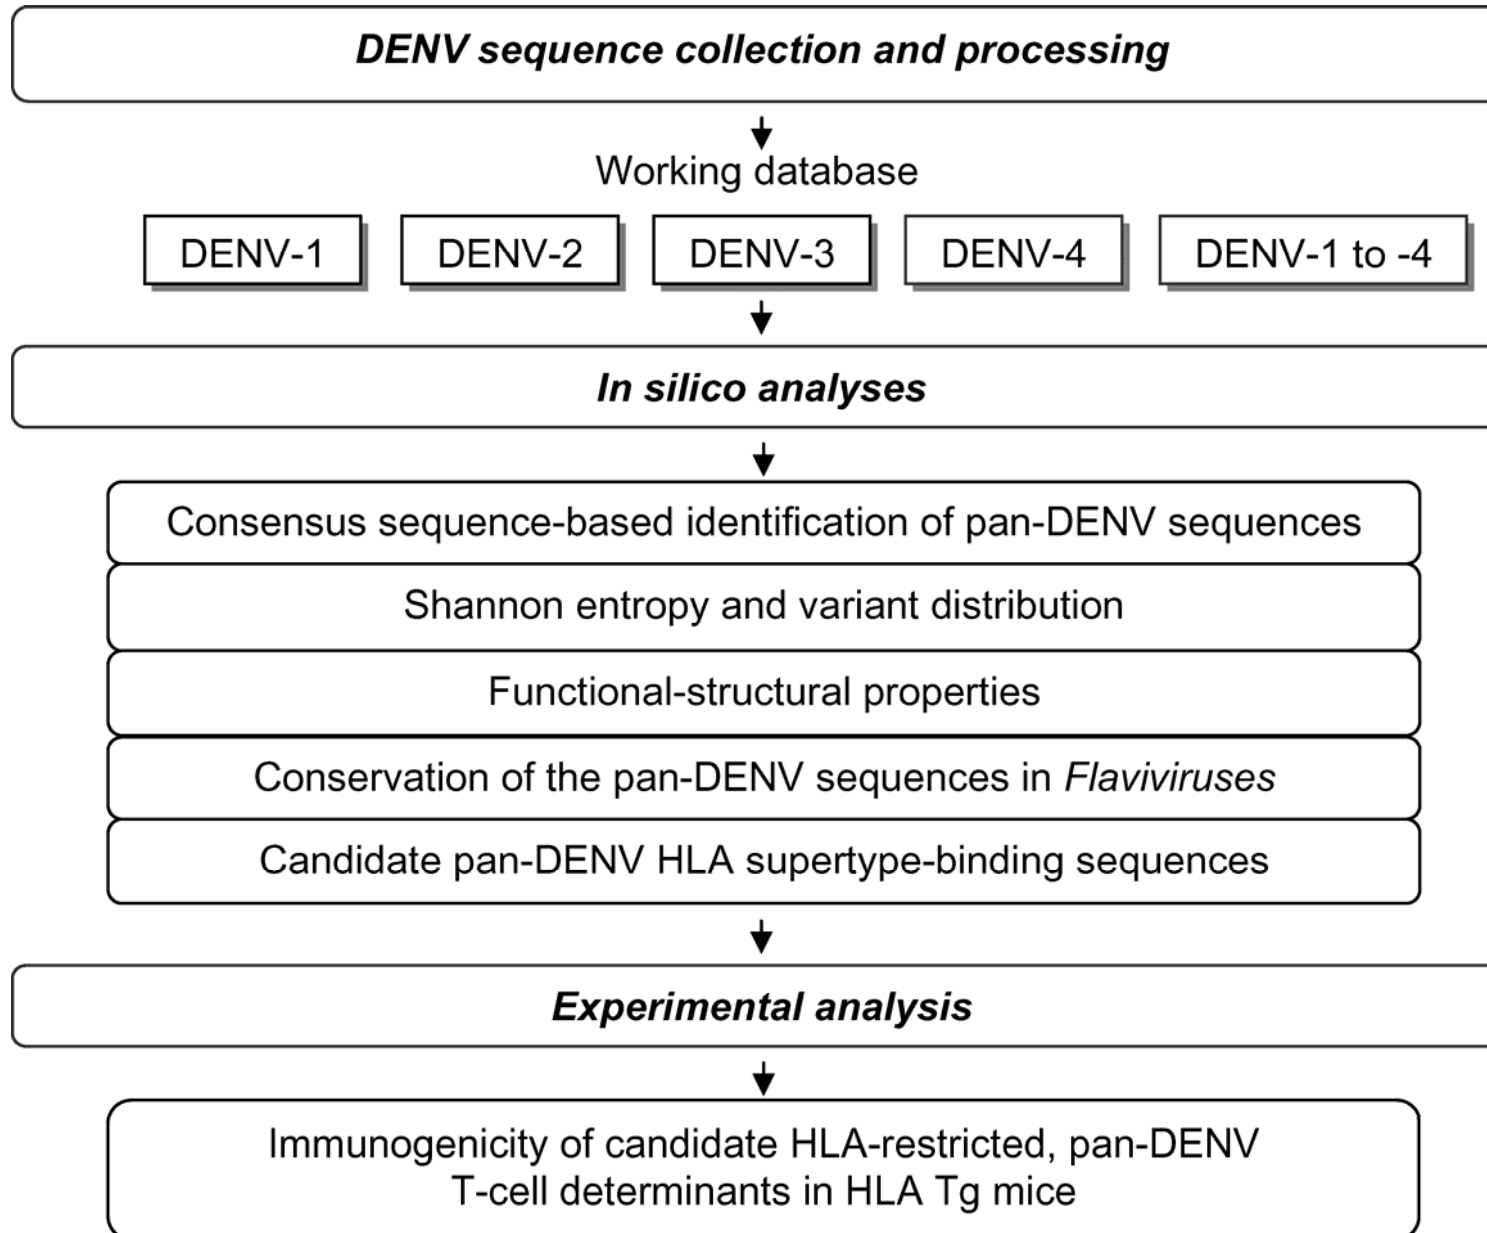 DENV sequence collection and processing
Working database
DENV-1 DENV-2 DENV-3 DENV-4 DENV-1 to -4
In silico analyses
Consensus sequence-based identification of pan-DENV sequences
Shannon entropy and variant distribution
Functional-structural properties
Conservation of the pan-DENV sequences in Flaviviruses
Candidate pan-DENV HLA supertype-binding sequences
Experimental analysis
Immunogenicity of candidate HLA-restricted, pan-DENV
T-cell determinants in HLA Tg mice